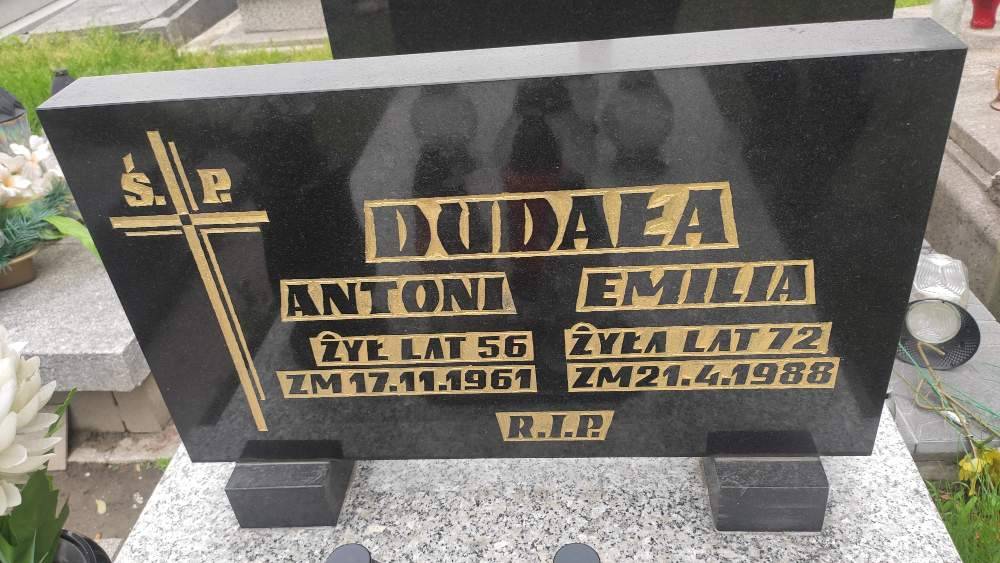 Ś. P.
DUDAŁA
ANTONI EMILIA
ŻYŁ LAT 56 ŻYŁA LAT 72
ZM 17.11.1961 ZM 21.4.1988
R.I.P.